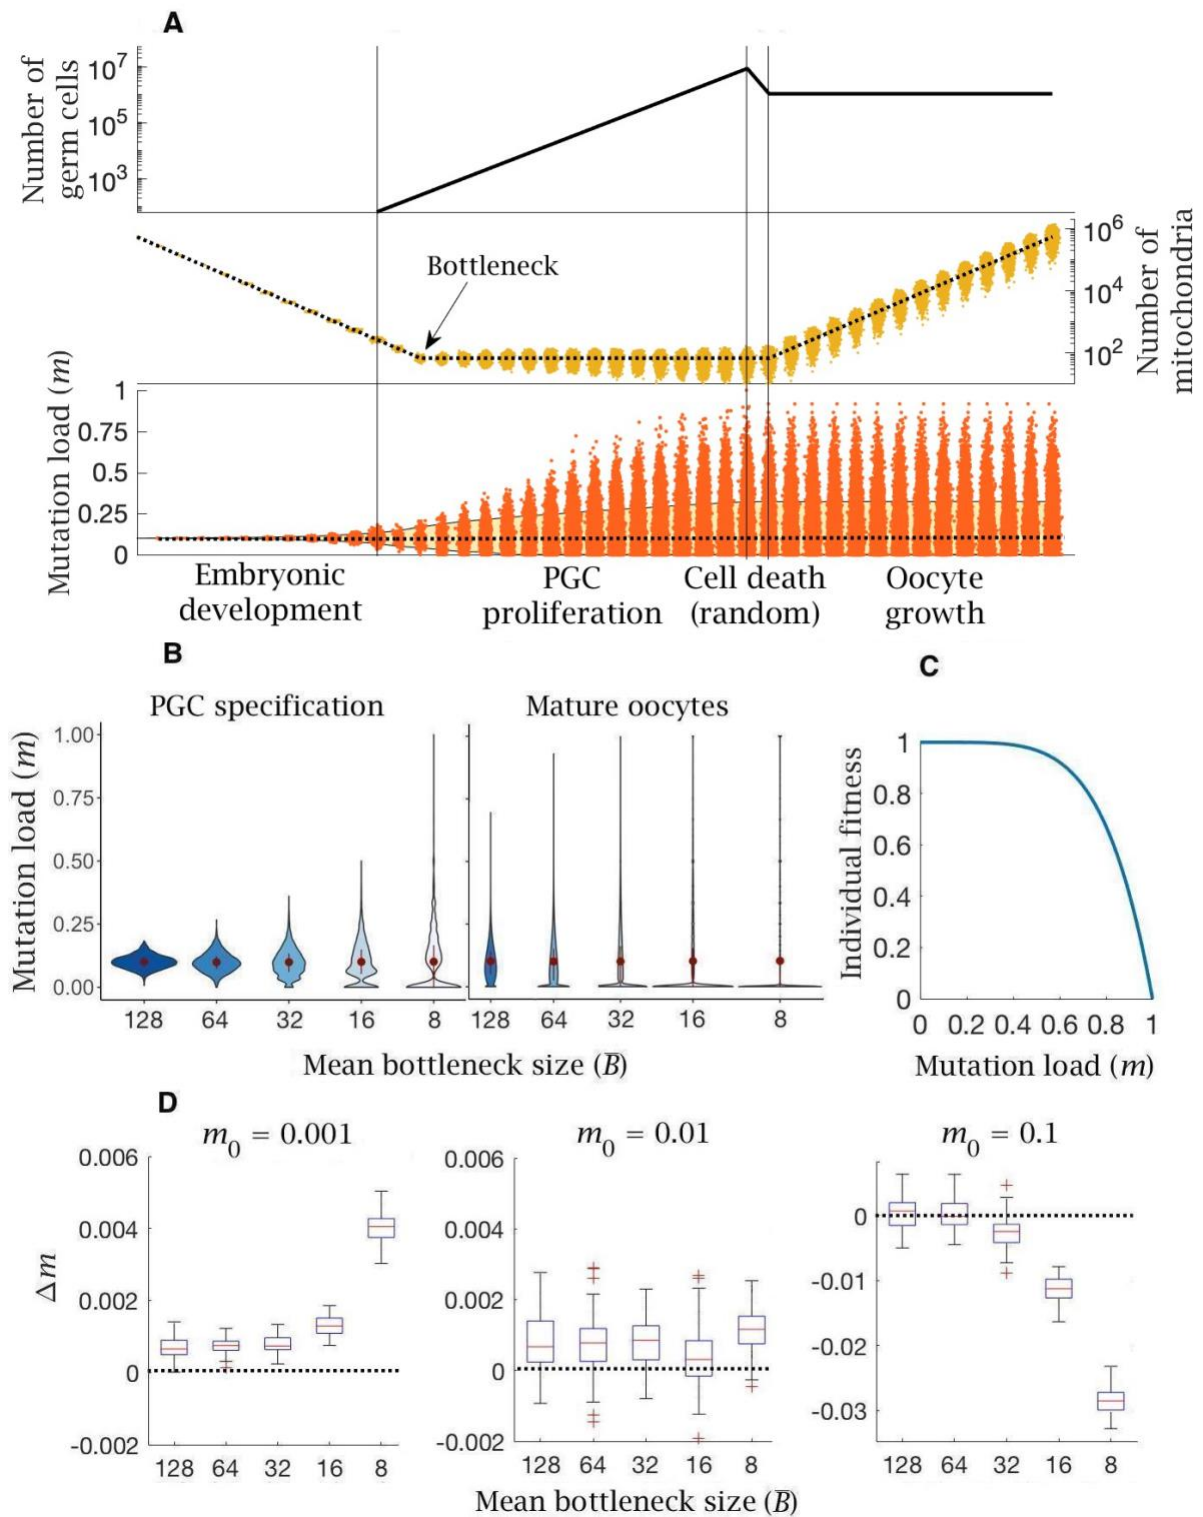 A
Number of
germ cells
10^7
10^5
10^3
Bottleneck
10^6
10^4
10^2
Number of
mitochondria
Mutation load (m)
1
0.75
0.5
0.25
0
Embryonic
development
PGC
proliferation
Cell death
(random)
Oocyte
growth
B
PGC specification
Mature oocytes
Mutation load (m)
1.00
0.75
0.50
0.25
0.00
128 64 32 16 8
128 64 32 16 8
Mean bottleneck size (B̅)
C
Individual fitness
1
0.8
0.6
0.4
0.2
0
0 0.2 0.4 0.6 0.8 1
Mutation load (m)
D
m₀ = 0.001
m₀ = 0.01
m₀ = 0.1
Δm
0.006
0.004
0.002
0
-0.002
128 64 32 16 8
0.006
0.004
0.002
0
-0.002
128 64 32 16 8
0
-0.01
-0.02
-0.03
128 64 32 16 8
Mean bottleneck size (B̅)